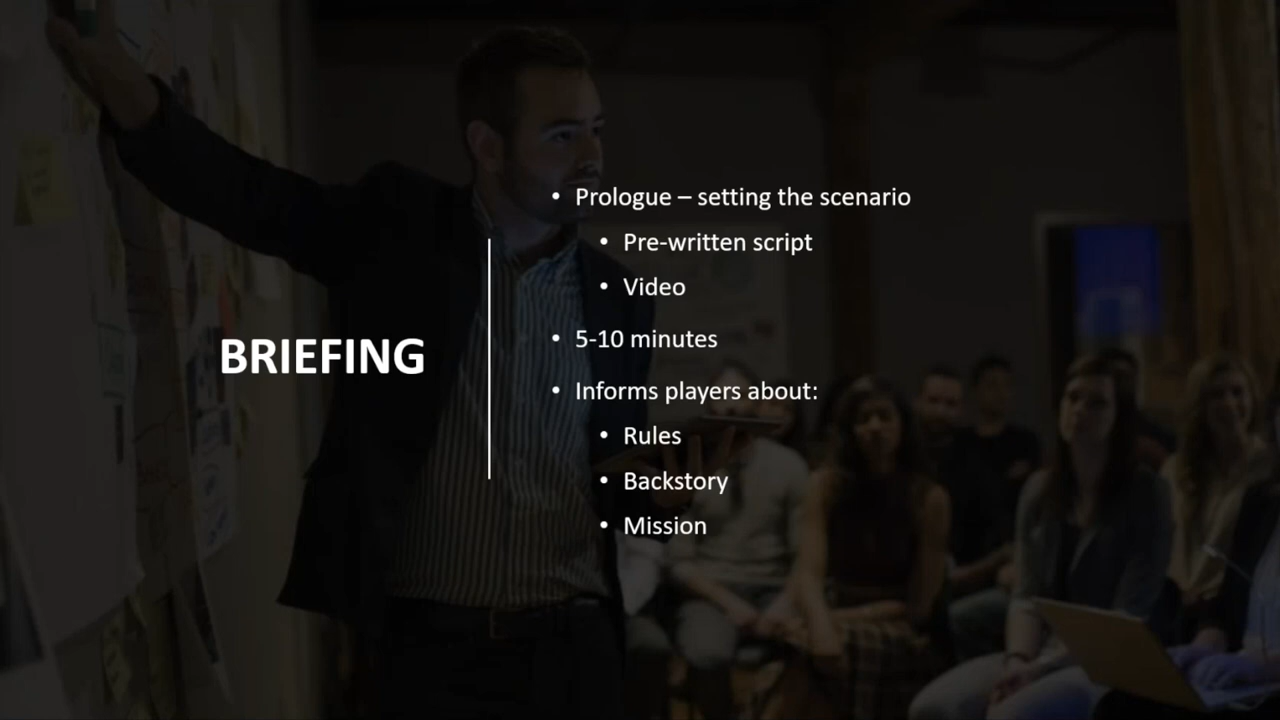 BRIEFING
• Prologue – setting the scenario
• Pre-written script
• Video
• 5-10 minutes
• Informs players about:
• Rules
• Backstory
• Mission